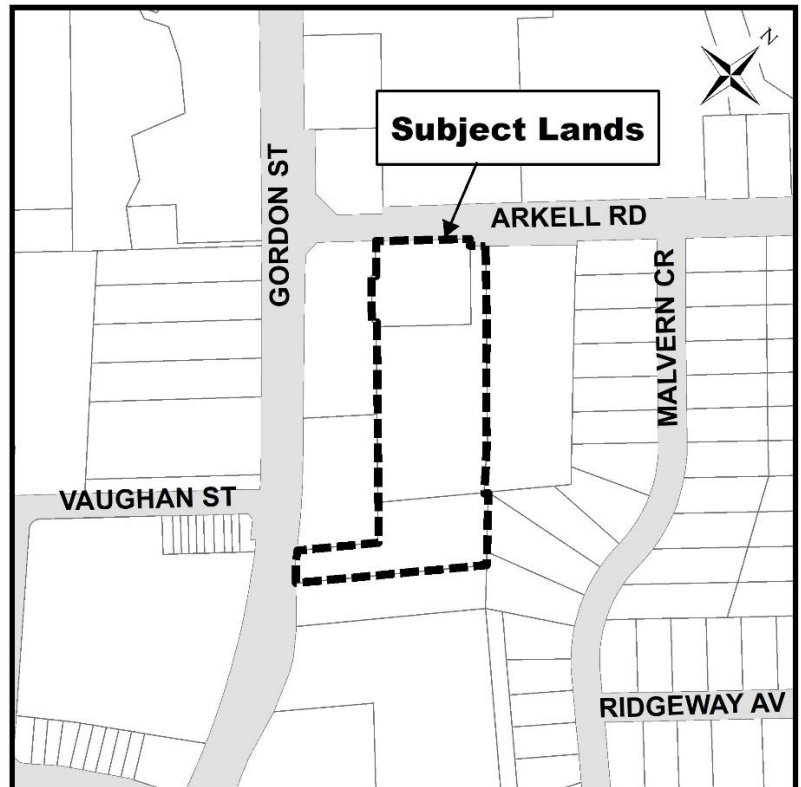 N
Subject Lands
GORDON ST
ARKELL RD
MALVERN CR
VAUGHAN ST
RIDGEWAY AV